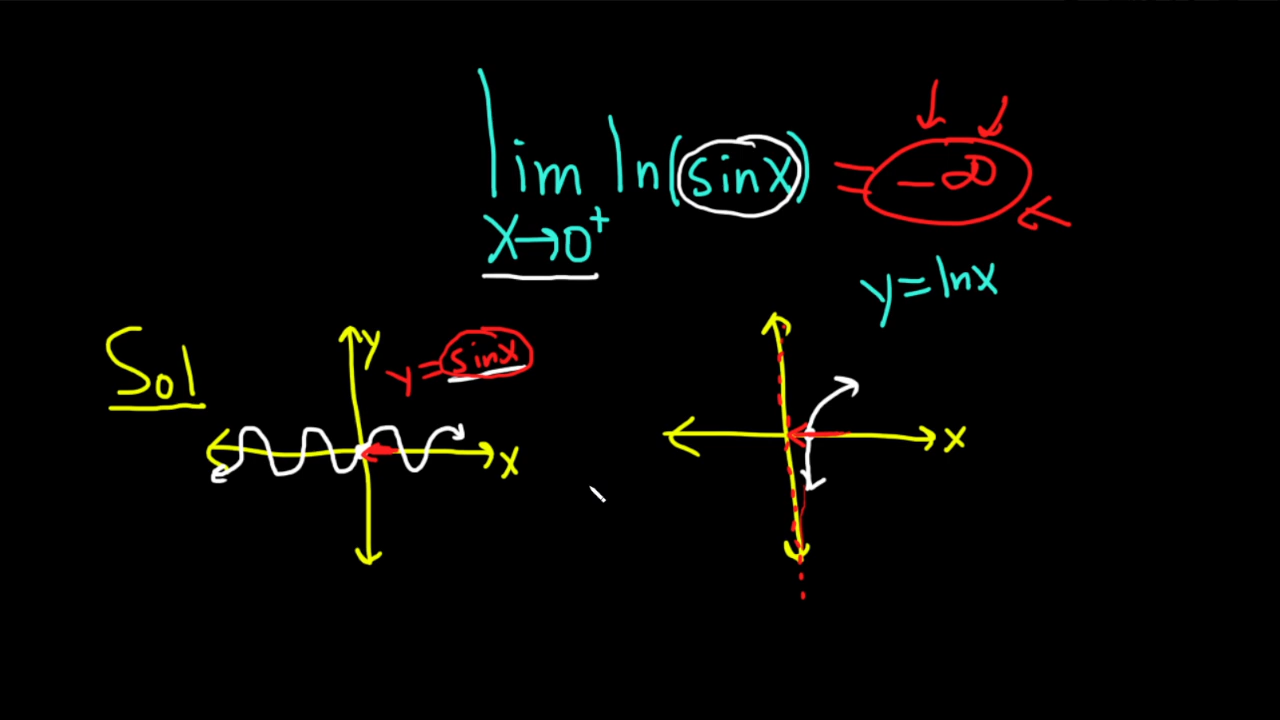 lim ln(sinx) = -∞
x→0⁺
y=lnx
Sol
y
y=sinx
x
x